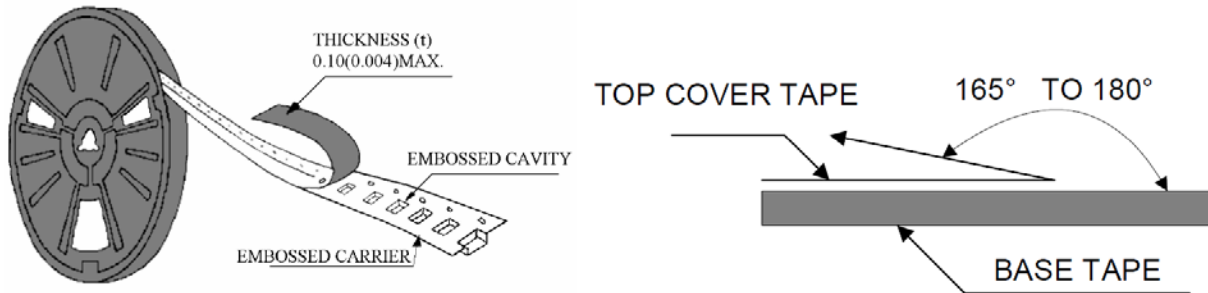 THICKNESS (t)
0.10(0.004)MAX.
EMBOSSED CAVITY
EMBOSSED CARRIER
TOP COVER TAPE
165° TO 180°
BASE TAPE